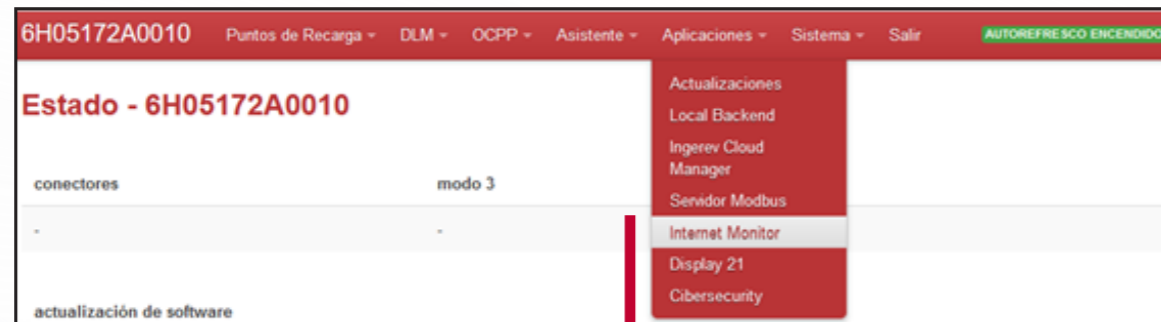 6H05172A0010 Puntos de Recarga DLM OCPP Asistente Aplicaciones Sistema Salir AUTOREFRESCO ENCENDIDO
Actualizaciones
Local Backend
Ingerev Cloud
Manager
Servidor Modbus
Internet Monitor
Display 21
Cibersecurity
Estado - 6H05172A0010
conectores modo 3
- -
actualización de software